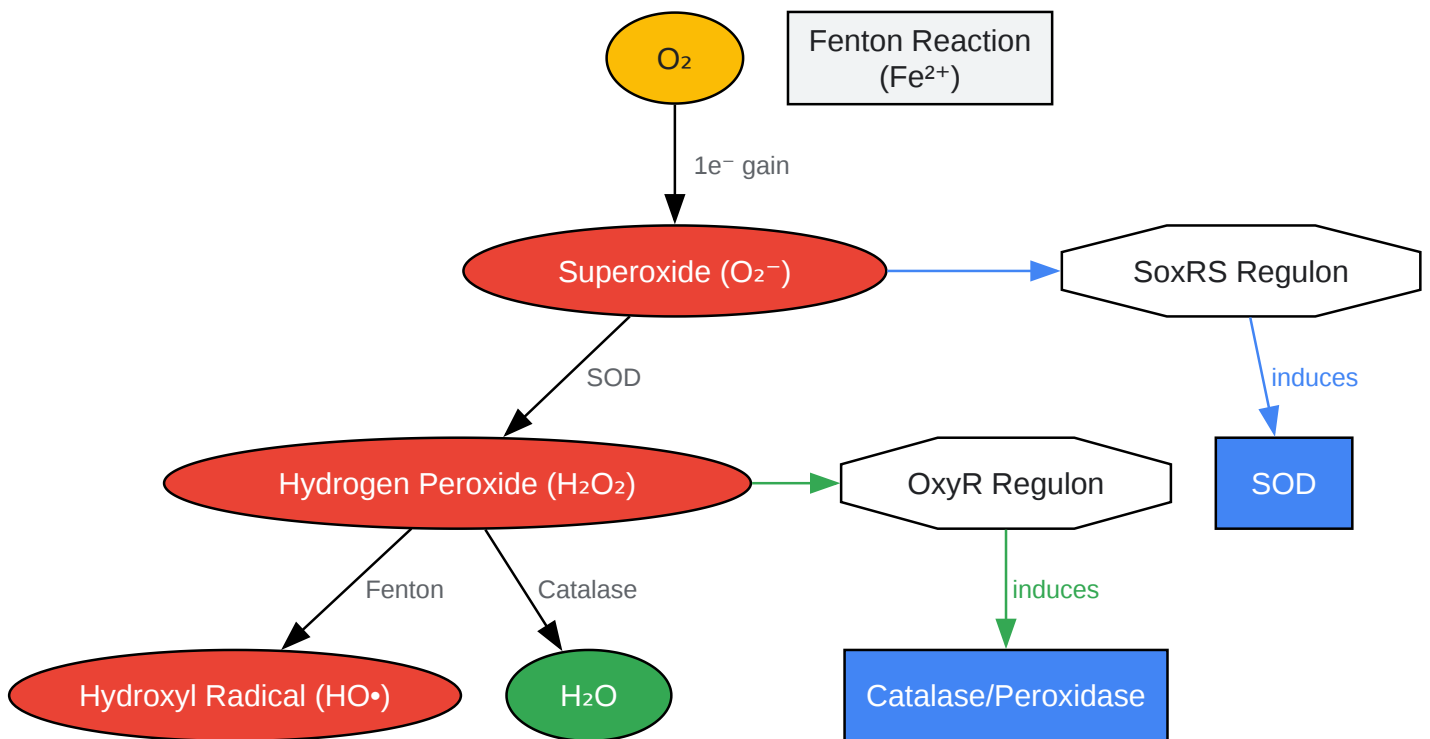 O₂
Fenton Reaction
(Fe²⁺)
1e⁻ gain
Superoxide (O₂⁻)
SoxRS Regulon
SOD
induces
Hydrogen Peroxide (H₂O₂)
OxyR Regulon
SOD
Fenton
Catalase
induces
Hydroxyl Radical (HO•)
H₂O
Catalase/Peroxidase